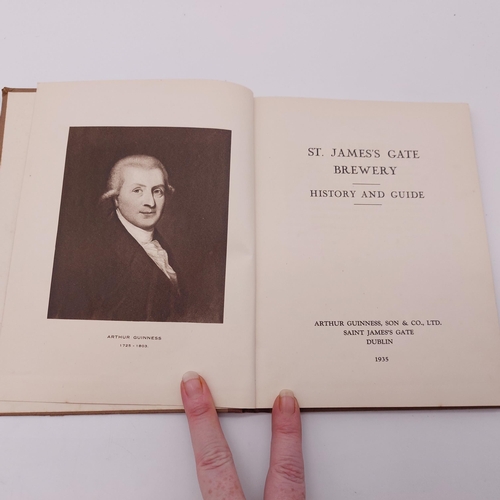 ARTHUR GUINNESS
1725 - 1803
ST. JAMES'S GATE
BREWERY
HISTORY AND GUIDE
ARTHUR GUINNESS, SON & CO., LTD.
SAINT JAMES'S GATE
DUBLIN
1935